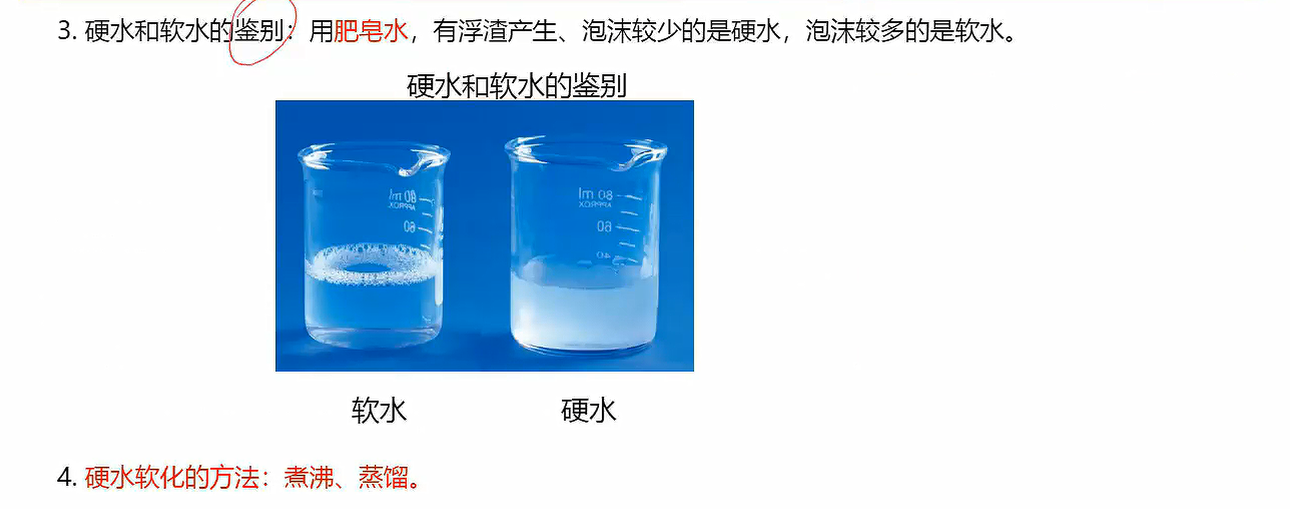 3. 硬水和软水的鉴别：用肥皂水，有浮渣产生、泡沫较少的是硬水，泡沫较多的是软水。
硬水和软水的鉴别
80 ml
APPROX
60
80 ml
APPROX
60
40
软水
硬水
4. 硬水软化的方法：煮沸、蒸馏。